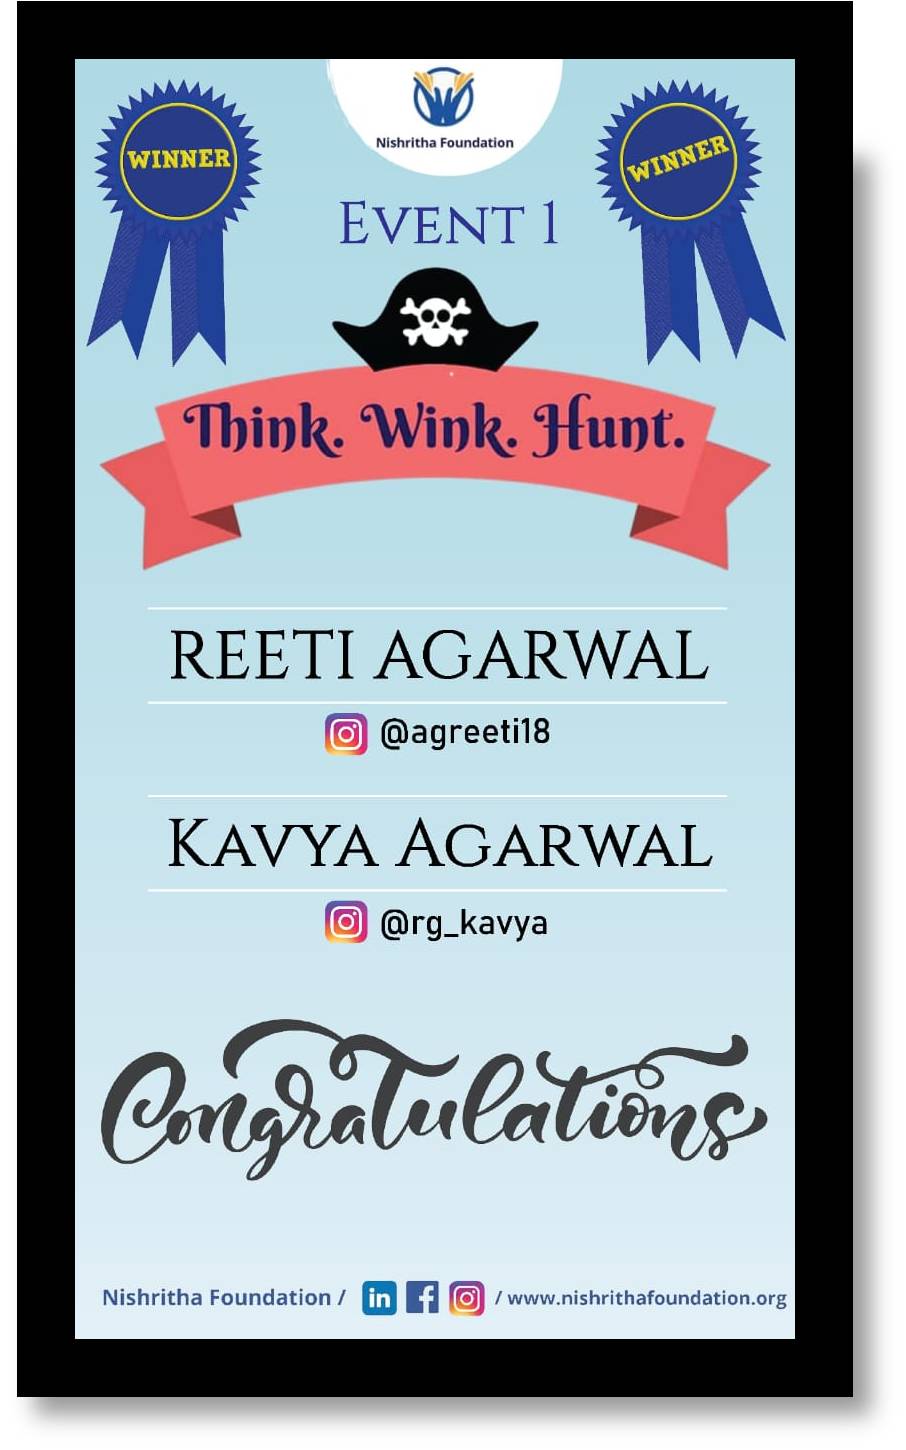 Nishritha Foundation
WINNER
WINNER
EVENT 1
Think. Wink. Hunt.
REETI AGARWAL
@agreeti18
KAVYA AGARWAL
@rg_kavya
Congratulations
Nishritha Foundation / in f / www.nishrithafoundation.org